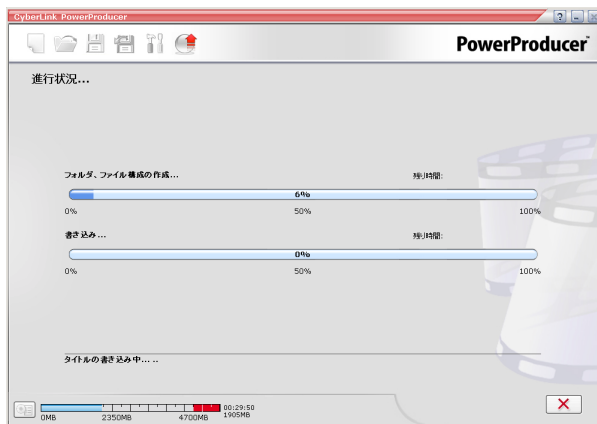 CyberLink PowerProducer
PowerProducer
進行状況...
フォルダ、ファイル構成の作成... 残り時間:
6%
0% 50% 100%
書き込み... 残り時間:
0%
0% 50% 100%
タイトルの書き込み中... ..
00:29:50
0MB 2350MB 4700MB 1905MB